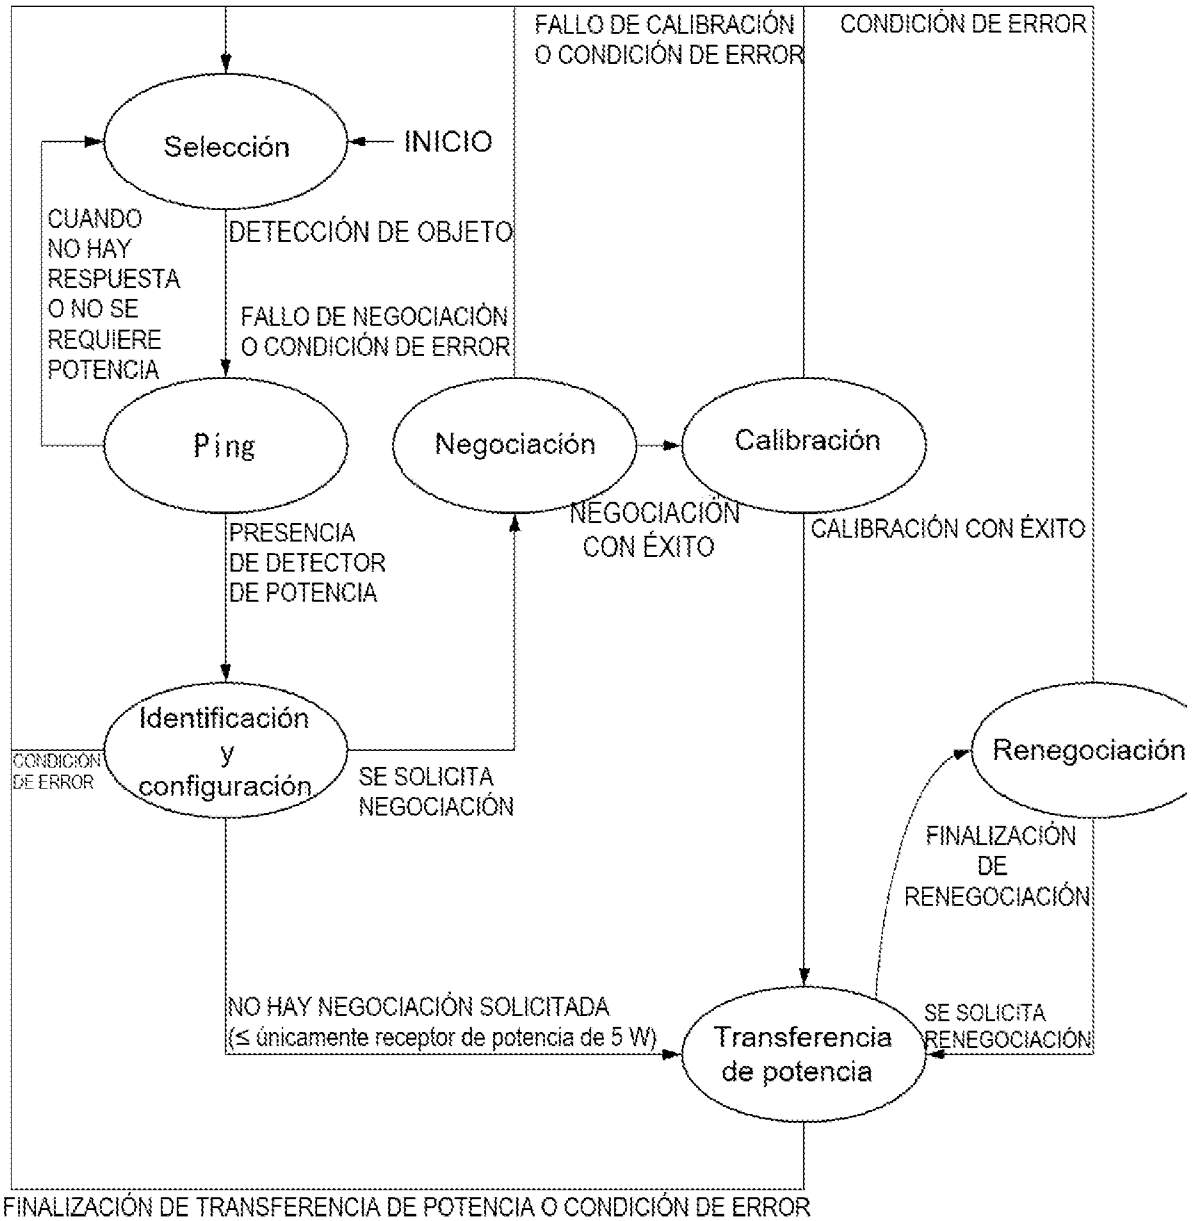 FALLO DE CALIBRACIÓN
O CONDICIÓN DE ERROR
CONDICIÓN DE ERROR
Selección
INICIO
CUANDO
NO HAY
RESPUESTA
O NO SE
REQUIERE
POTENCIA
DETECCIÓN DE OBJETO
FALLO DE NEGOCIACIÓN
O CONDICIÓN DE ERROR
Ping
Negociación
Calibración
NEGOCIACIÓN
CON ÉXITO
CALIBRACIÓN CON ÉXITO
PRESENCIA
DE DETECTOR
DE POTENCIA
Identificación
y
configuración
CONDICIÓN
DE ERROR
SE SOLICITA
NEGOCIACIÓN
Renegociación
FINALIZACIÓN
DE
RENEGOCIACIÓN
NO HAY NEGOCIACIÓN SOLICITADA
(≤ únicamente receptor de potencia de 5 W)
Transferencia
de potencia
SE SOLICITA
RENEGOCIACIÓN
FINALIZACIÓN DE TRANSFERENCIA DE POTENCIA O CONDICIÓN DE ERROR